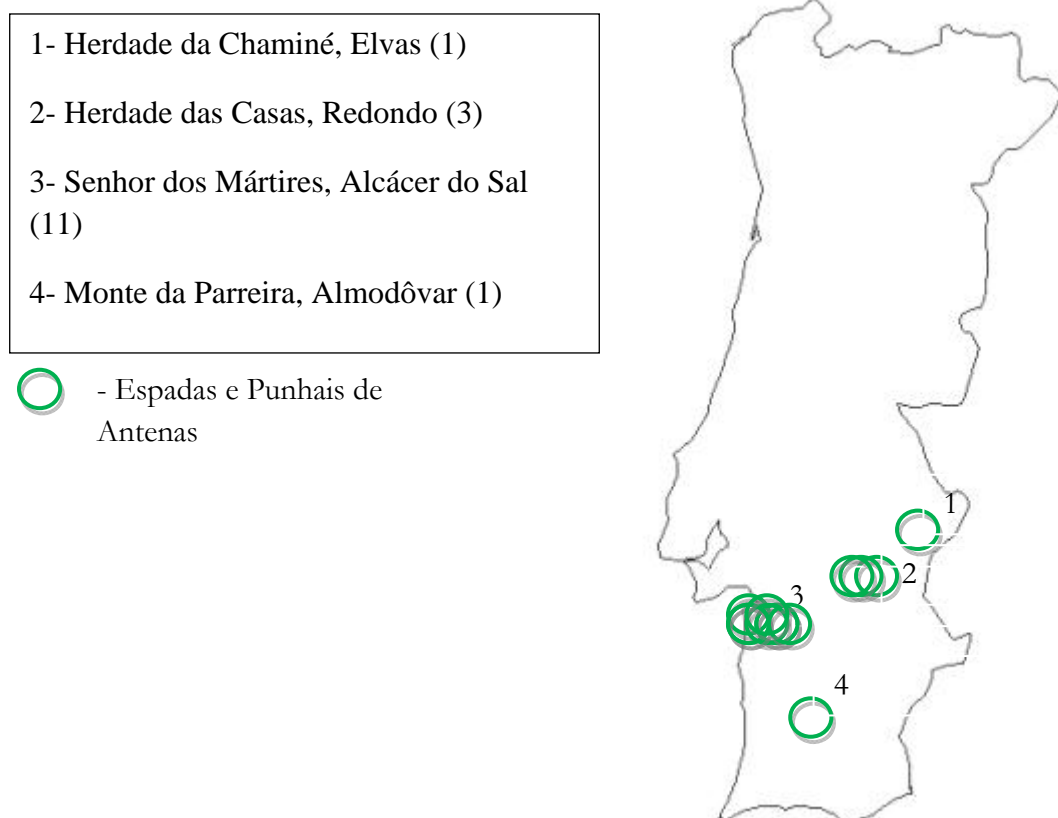 1- Herdade da Chaminé, Elvas (1)
2- Herdade das Casas, Redondo (3)
3- Senhor dos Mártires, Alcácer do Sal
(11)
4- Monte da Parreira, Almodôvar (1)
- Espadas e Punhais de
Antenas
1
2
3
4